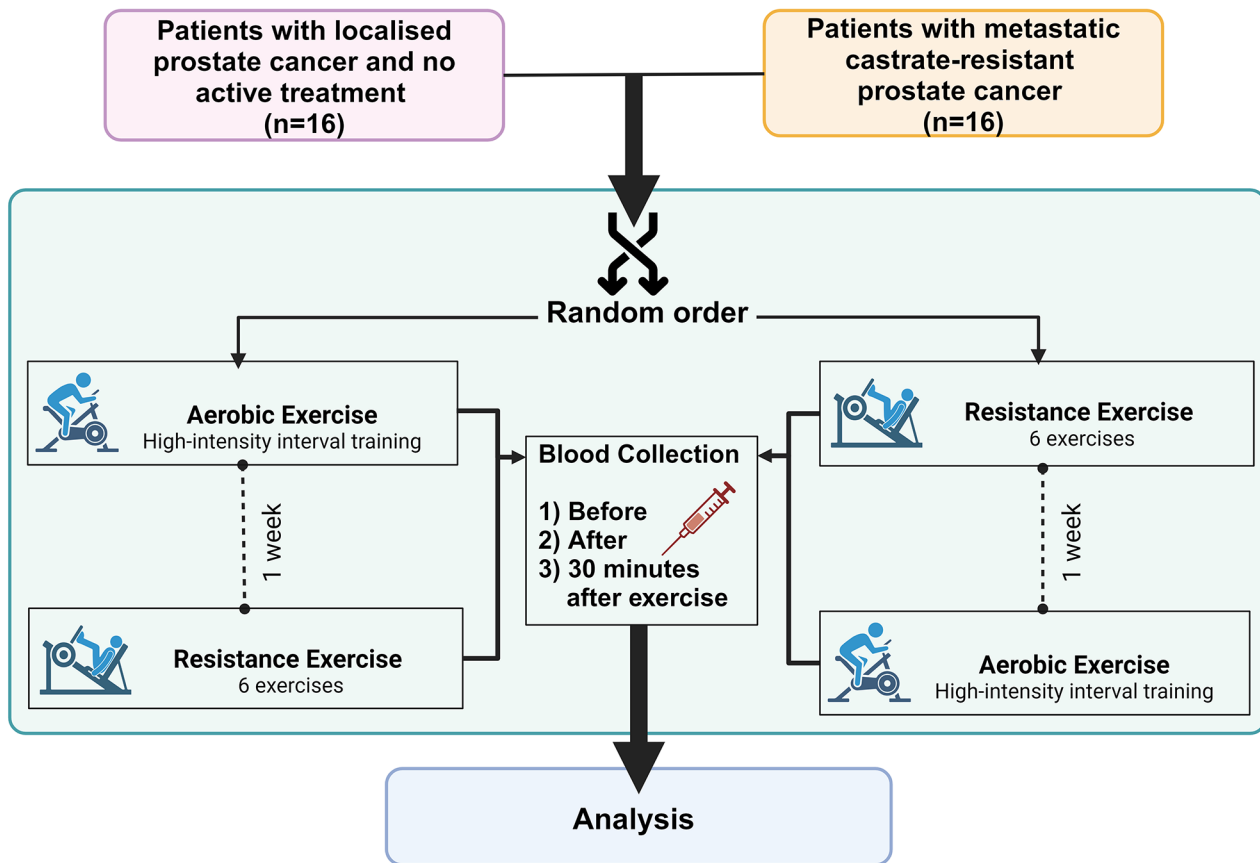 Patients with localised
prostate cancer and no
active treatment
(n=16)
Patients with metastatic
castrate-resistant
prostate cancer
(n=16)
Random order
Aerobic Exercise
High-intensity interval training
1 week
Resistance Exercise
6 exercises
Blood Collection
1) Before
2) After
3) 30 minutes
after exercise
Resistance Exercise
6 exercises
1 week
Aerobic Exercise
High-intensity interval training
Analysis